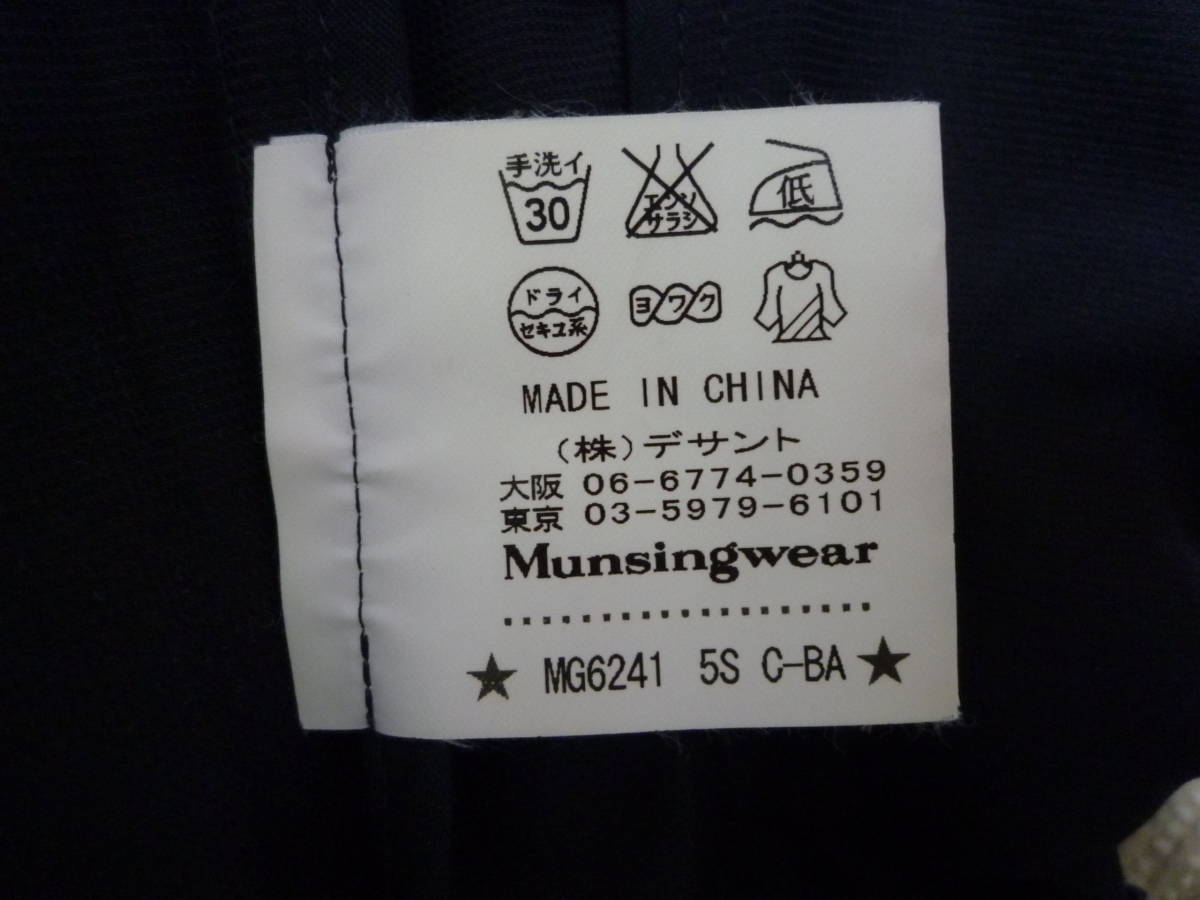 手洗イ
30
エンソ
サラシ
低
ドライ
セキユ系
ヨワク
MADE IN CHINA
(株)デサント
大阪 06-6774-0359
東京 03-5979-6101
Munsingwear
★ MG6241 5S C-BA ★